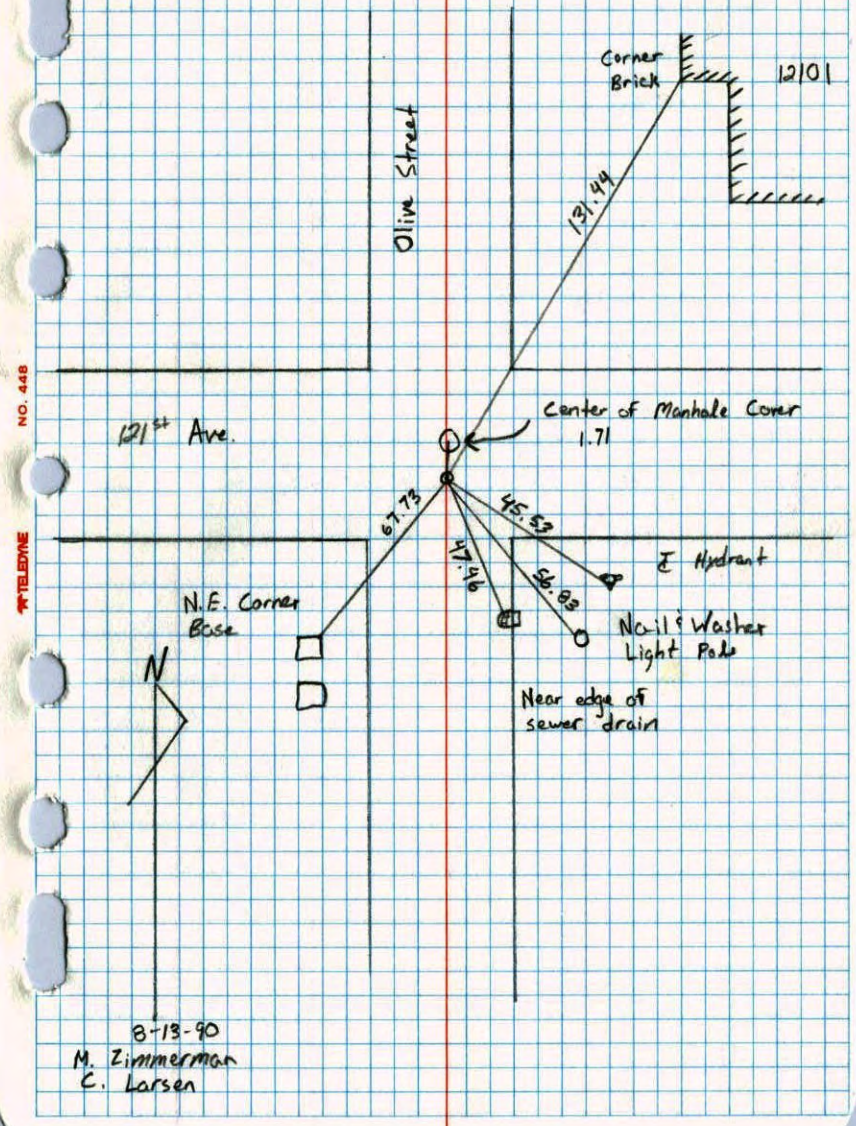 Corner
Brick
12101
Olive Street
131.44
NO. 448
121st Ave.
Center of Manhole Cover
1.71
67.73
45.53
47.46
56.83
TELEDYNE
℄ Hydrant
N.E. Corner
Base
Nail & Washer
Light Pole
N
Near edge of
sewer drain
8-13-90
M. Zimmerman
C. Larsen